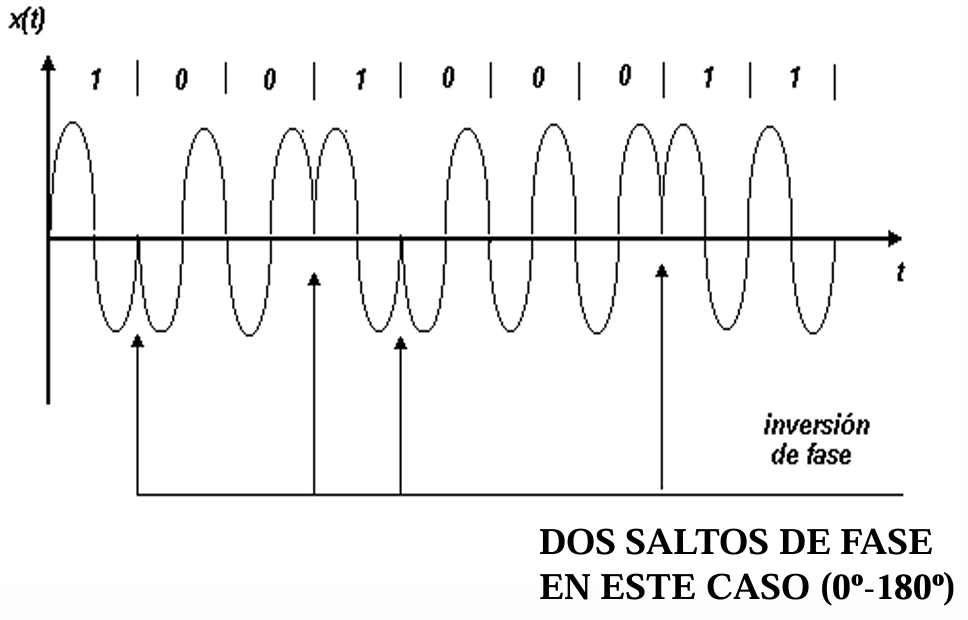 x(t)
1 | 0 | 0 | 1 | 0 | 0 | 0 | 1 | 1 |
t
inversión
de fase
DOS SALTOS DE FASE
EN ESTE CASO (0º-180º)